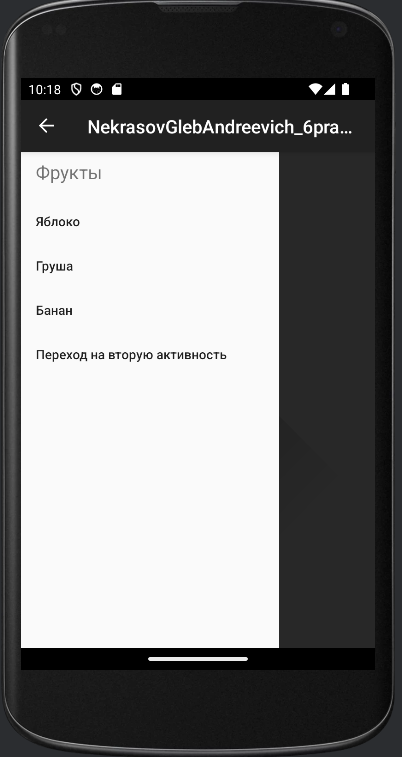 10:18
NekrasovGlebAndreevich_6pra...
Фрукты
Яблоко
Груша
Банан
Переход на вторую активность